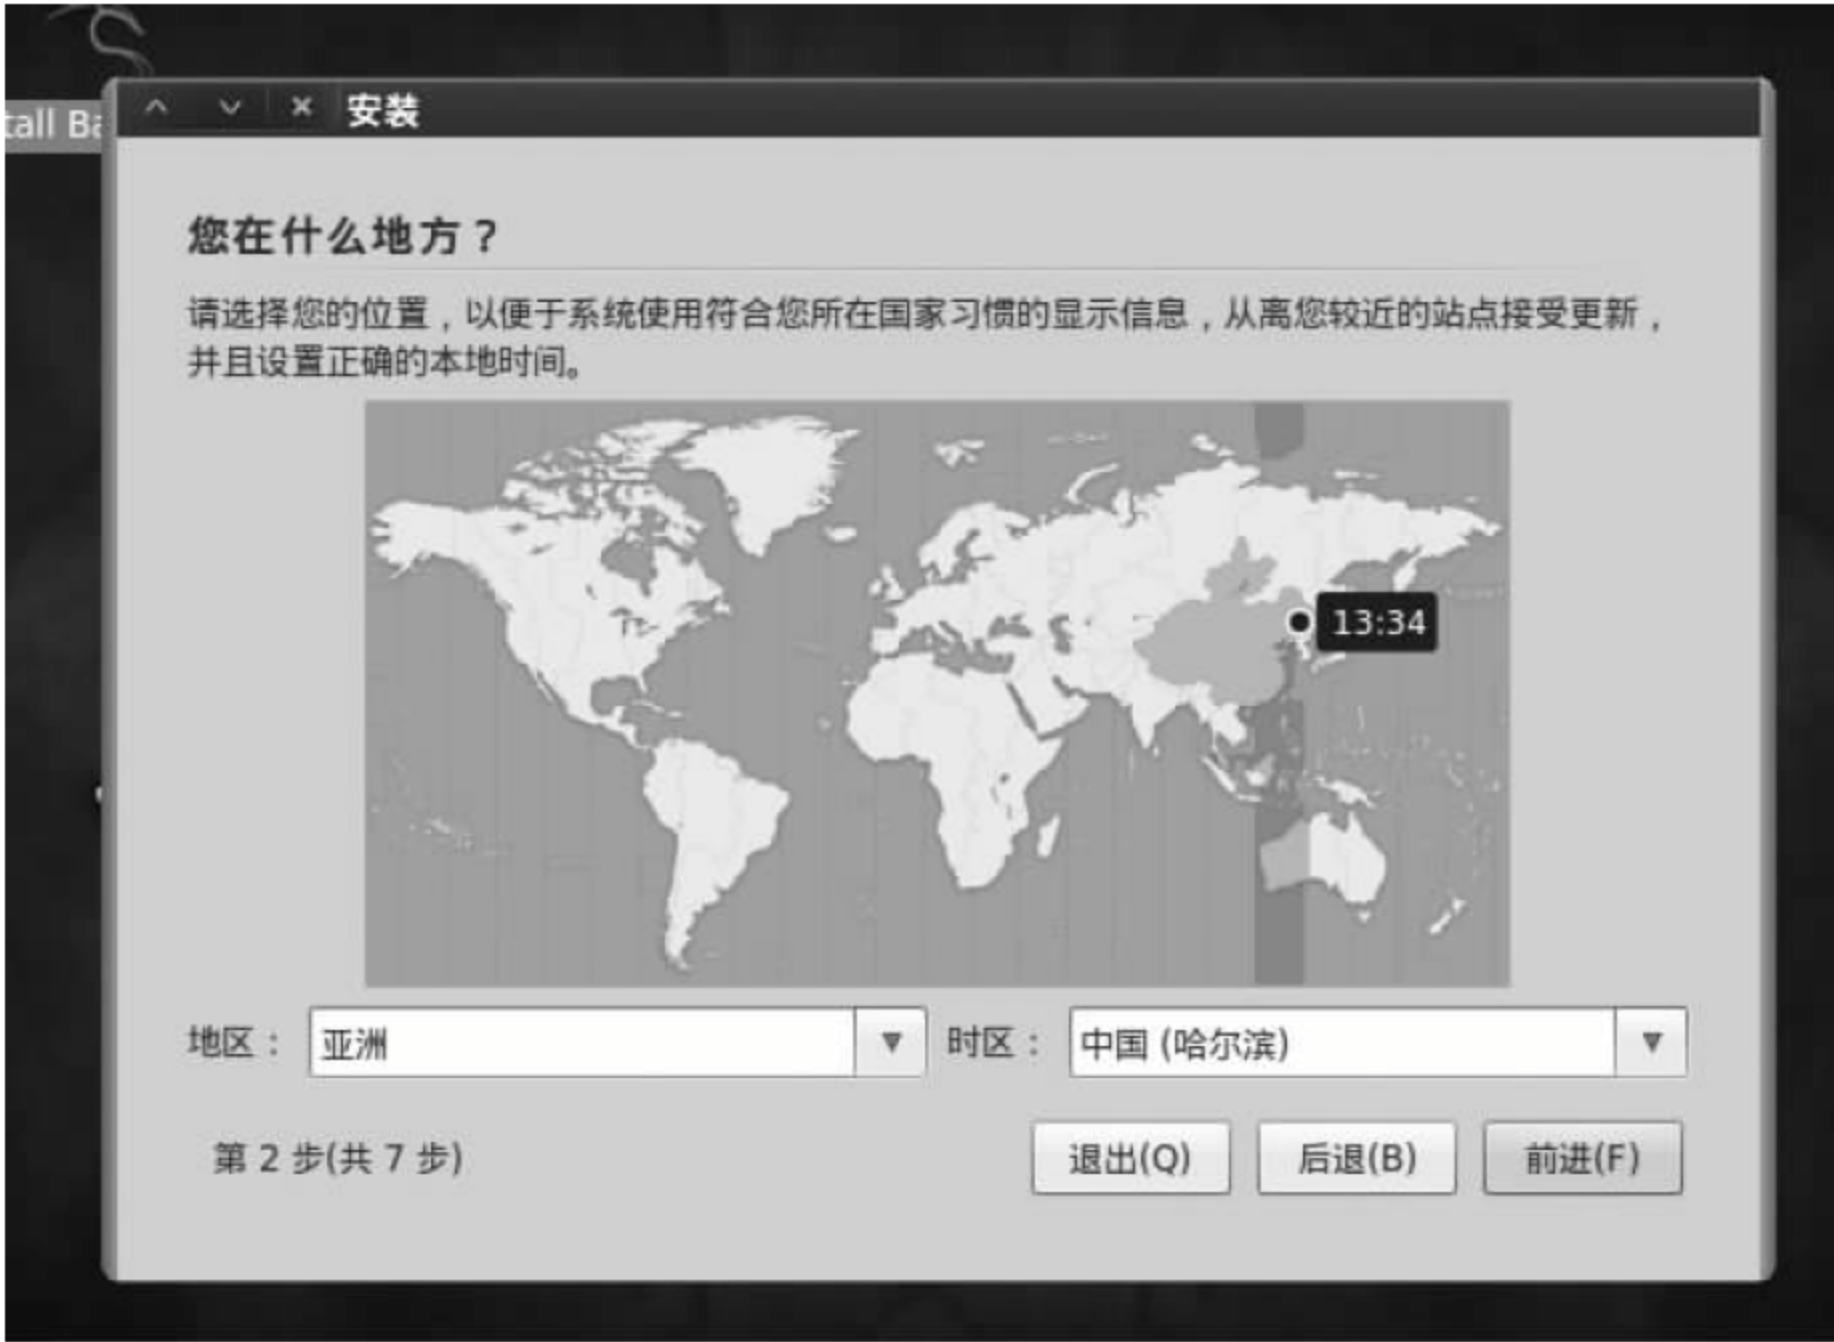 安装
您在什么地方？
请选择您的位置，以便于系统使用符合您所在国家习惯的显示信息，从离您较近的站点接受更新，
并且设置正确的本地时间。
13:34
地区： 亚洲 时区： 中国 (哈尔滨)
第 2 步(共 7 步) 退出(Q) 后退(B) 前进(F)